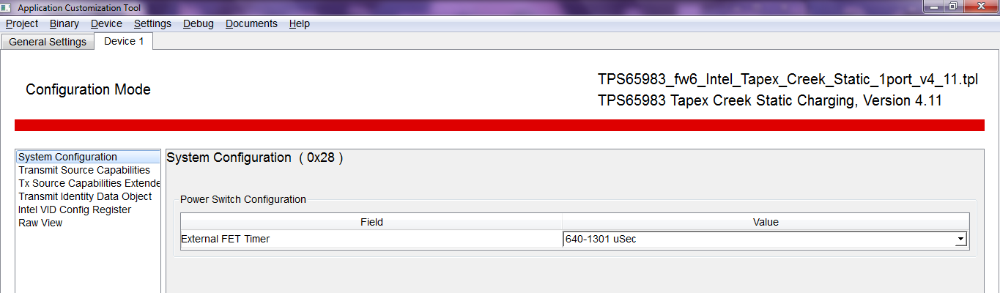 Application Customization Tool
Project Binary Device Settings Debug Documents Help
General Settings Device 1
Configuration Mode
TPS65983_fw6_Intel_Tapex_Creek_Static_1port_v4_11.tpl
TPS65983 Tapex Creek Static Charging, Version 4.11
System Configuration
Transmit Source Capabilities
Tx Source Capabilities Extende
Transmit Identity Data Object
Intel VID Config Register
Raw View
System Configuration ( 0x28 )
Power Switch Configuration
Field Value
External FET Timer 640-1301 uSec